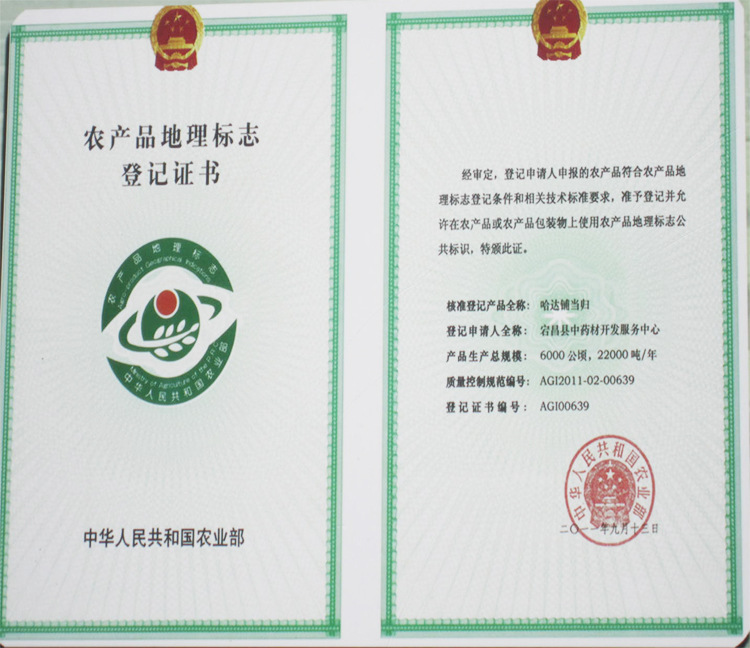 农产品地理标志
登记证书
农产品地理标志
Agro-product Geographical Indications
Ministry of Agriculture of the P.R.C
中华人民共和国农业部
中华人民共和国农业部
经审定，登记申请人申报的农产品符合农产品地
理标志登记条件和相关技术标准要求，准予登记并允
许在农产品或农产品包装物上使用农产品地理标志公
共标识，特颁此证。
核准登记产品全称： 哈达铺当归
登记申请人全称： 宕昌县中药材开发服务中心
产品生产总规模： 6000 公顷，22000 吨/年
质量控制规范编号： AGI2011-02-00639
登记证书编号： AGI00639
中华人民共和国农业部
二〇一一年九月十三日